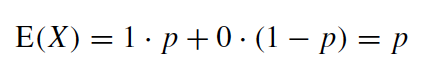 E(X) = 1 · p + 0 · (1 − p) = p